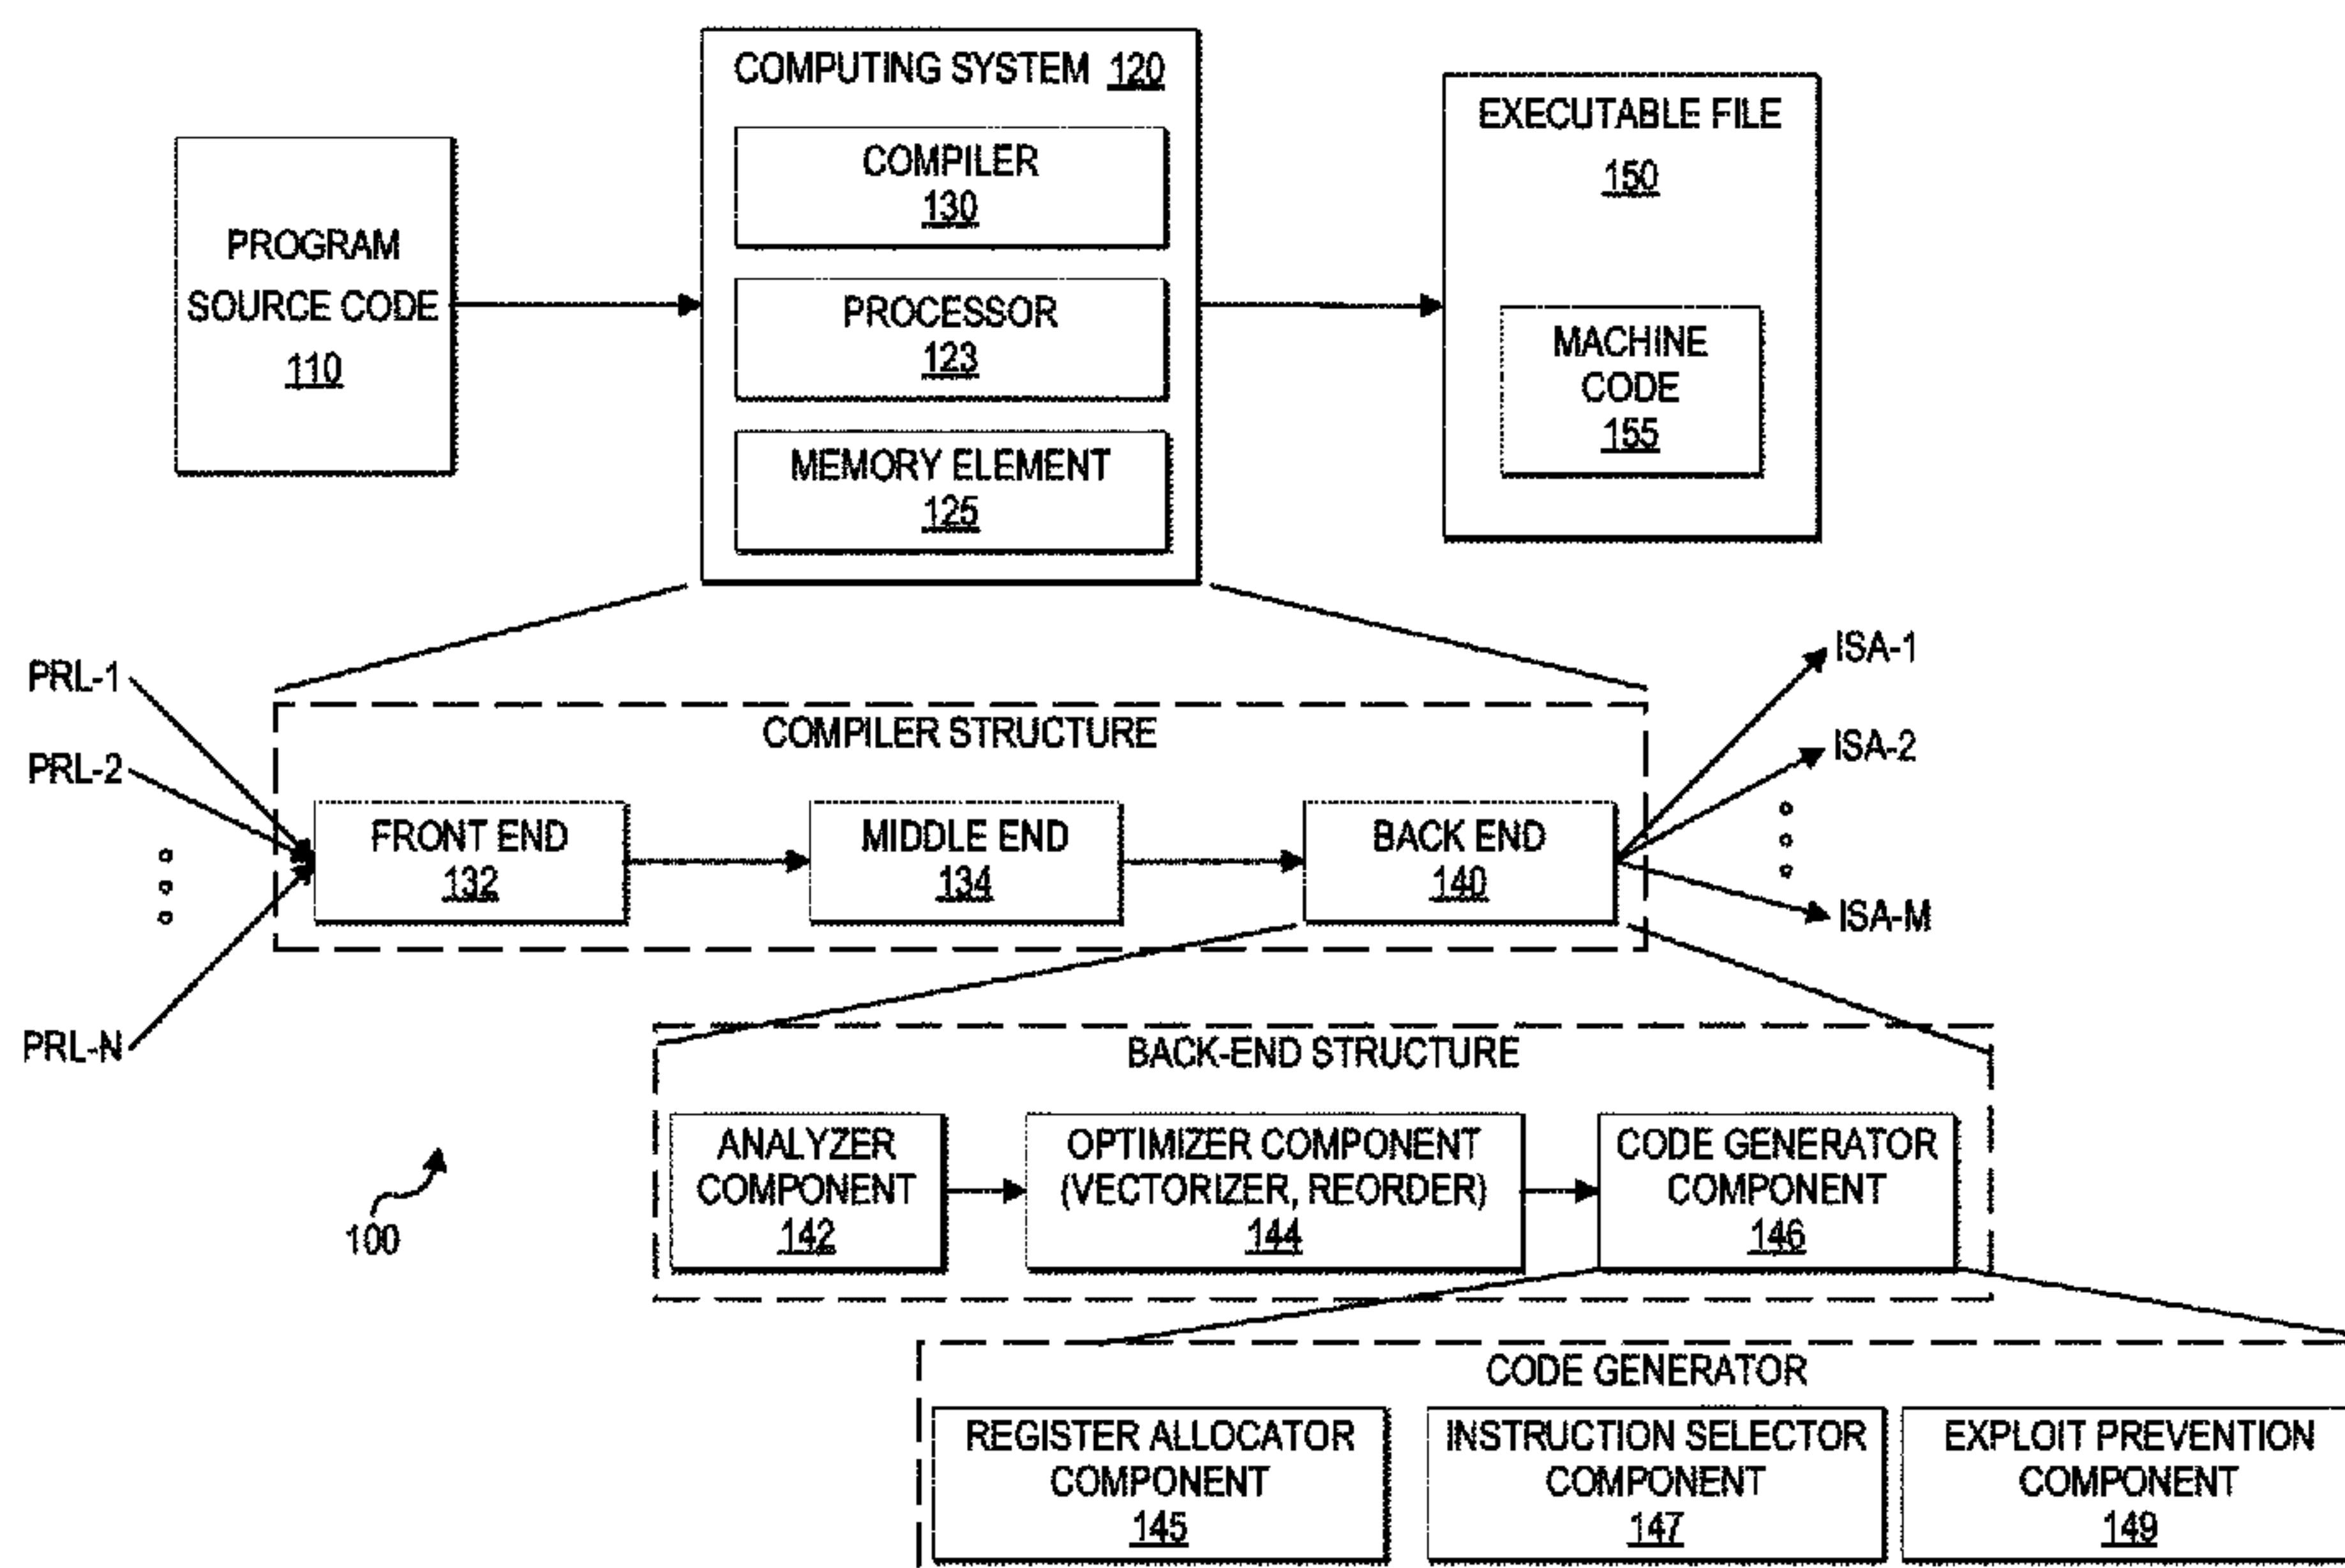 COMPUTING SYSTEM 120
COMPILER
130
PROCESSOR
123
MEMORY ELEMENT
125
PROGRAM
SOURCE CODE
110
EXECUTABLE FILE
150
MACHINE
CODE
155
PRL-1
PRL-2
PRL-N
COMPILER STRUCTURE
FRONT END
132
MIDDLE END
134
BACK END
140
ISA-1
ISA-2
ISA-M
BACK-END STRUCTURE
ANALYZER
COMPONENT
142
OPTIMIZER COMPONENT
(VECTORIZER, REORDER)
144
CODE GENERATOR
COMPONENT
146
100
CODE GENERATOR
REGISTER ALLOCATOR
COMPONENT
145
INSTRUCTION SELECTOR
COMPONENT
147
EXPLOIT PREVENTION
COMPONENT
149